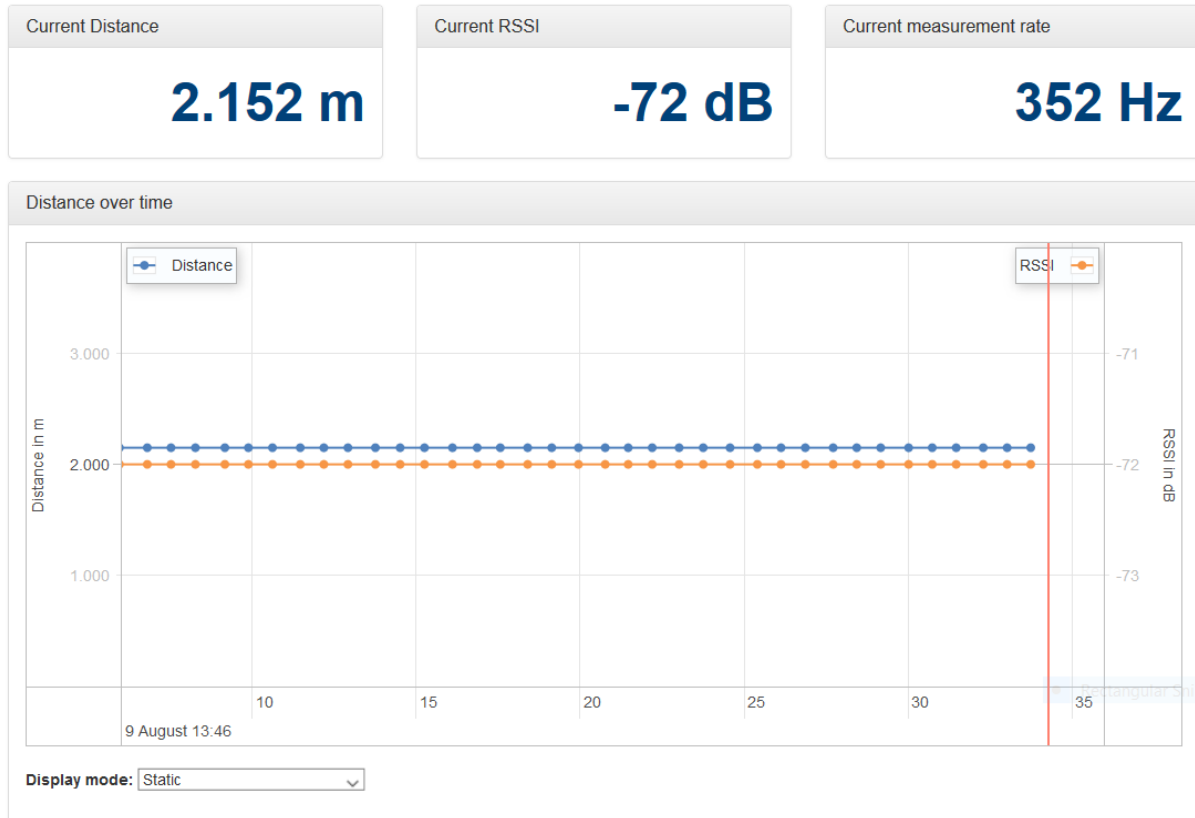 Current Distance
Current RSSI
Current measurement rate
2.152 m
-72 dB
352 Hz
Distance over time
Distance
RSSI
3.000
2.000
1.000
Distance in m
-71
-72
-73
RSSI in dB
10
15
20
25
30
35
Rectangular Sni
9 August 13:46
Display mode: Static